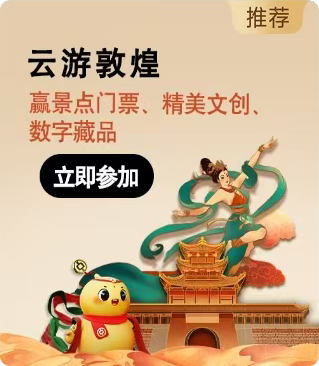 推荐
云游敦煌
赢景点门票、精美文创、
数字藏品
立即参加